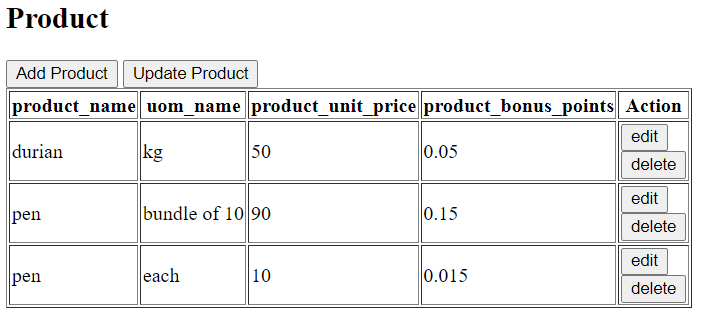 Product
Add Product Update Product
product_name uom_name product_unit_price product_bonus_points Action
durian kg 50 0.05 edit
delete
pen bundle of 10 90 0.15 edit
delete
pen each 10 0.015 edit
delete